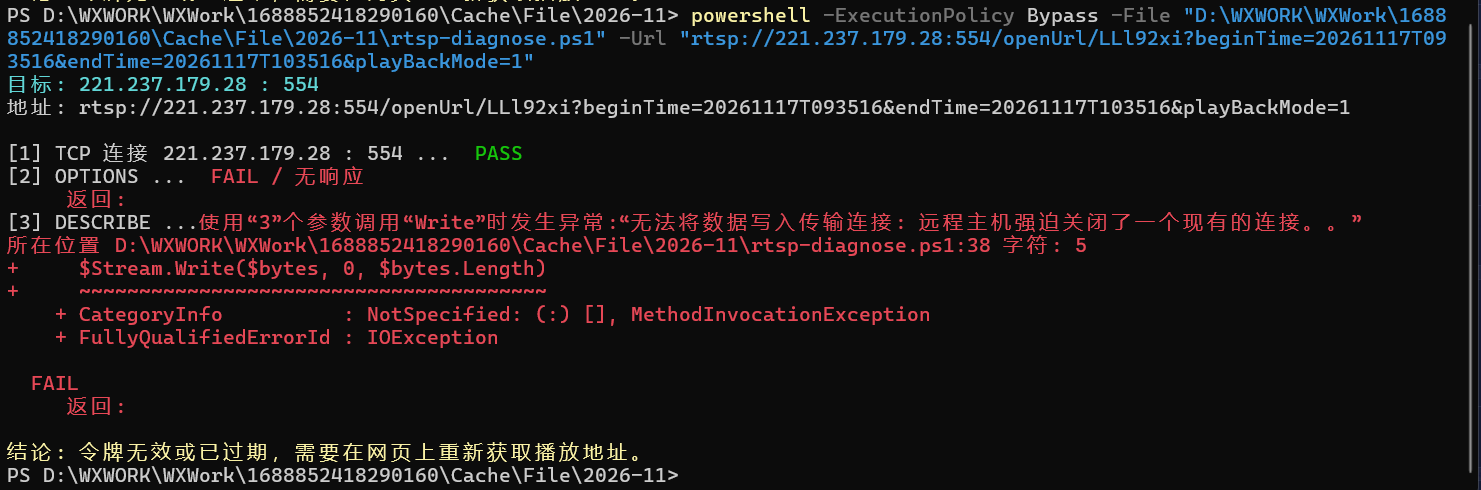 PS D:\WXWORK\WXWork\1688852418290160\Cache\File\2026-11> powershell -ExecutionPolicy Bypass -File "D:\WXWORK\WXWork\1688
852418290160\Cache\File\2026-11\rtsp-diagnose.ps1" -Url "rtsp://221.237.179.28:554/openUrl/LLl92xi?beginTime=20261117T09
3516&endTime=20261117T103516&playBackMode=1"
目标: 221.237.179.28 : 554
地址: rtsp://221.237.179.28:554/openUrl/LLl92xi?beginTime=20261117T093516&endTime=20261117T103516&playBackMode=1
[1] TCP 连接 221.237.179.28 : 554 ...  PASS
[2] OPTIONS ...  FAIL / 无响应
     返回:
[3] DESCRIBE ...使用“3”个参数调用“Write”时发生异常:“无法将数据写入传输连接: 远程主机强迫关闭了一个现有的连接。。”
所在位置 D:\WXWORK\WXWork\1688852418290160\Cache\File\2026-11\rtsp-diagnose.ps1:38 字符: 5
+     $Stream.Write($bytes, 0, $bytes.Length)
+     ~~~~~~~~~~~~~~~~~~~~~~~~~~~~~~~~~~~~~~~
    + CategoryInfo          : NotSpecified: (:) [], MethodInvocationException
    + FullyQualifiedErrorId : IOException
  FAIL
     返回:
结论: 令牌无效或已过期，需要在网页上重新获取播放地址。
PS D:\WXWORK\WXWork\1688852418290160\Cache\File\2026-11>